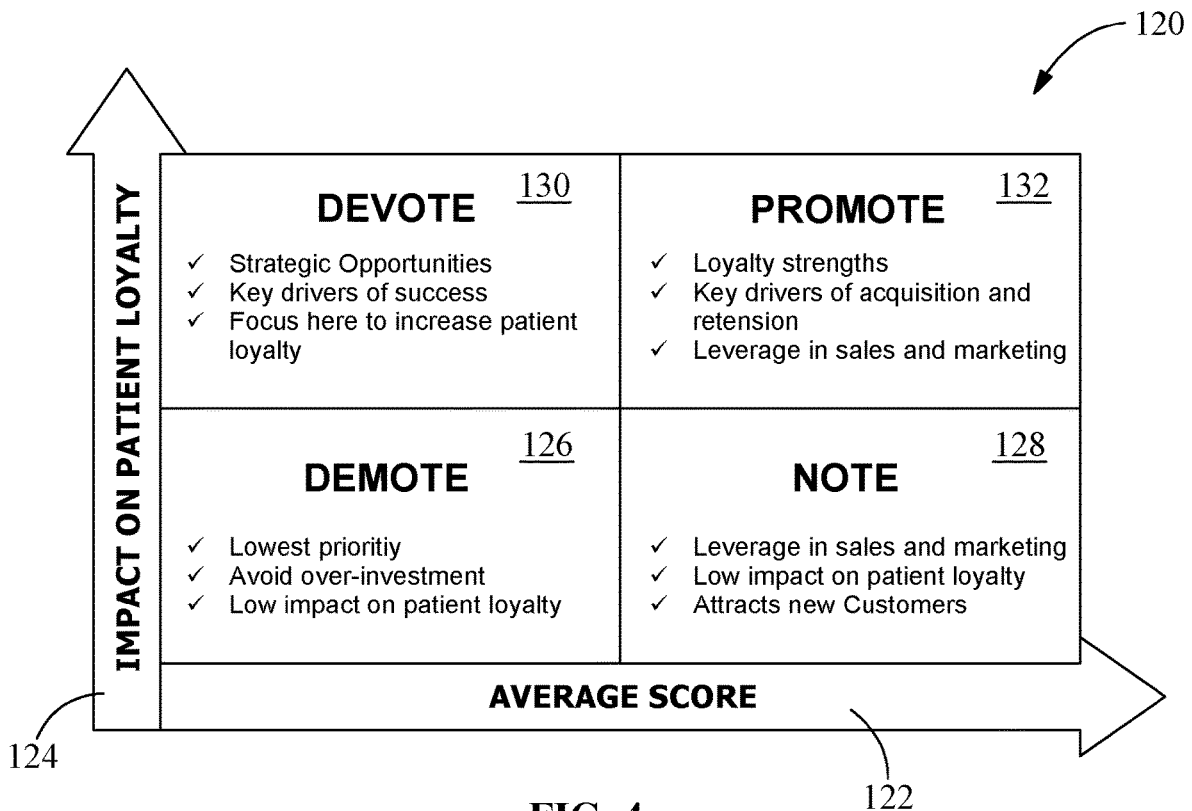 120
IMPACT ON PATIENT LOYALTY
DEVOTE
130
✓ Strategic Opportunities
✓ Key drivers of success
✓ Focus here to increase patient
loyalty
PROMOTE
132
✓ Loyalty strengths
✓ Key drivers of acquisition and
retension
✓ Leverage in sales and marketing
DEMOTE
126
✓ Lowest prioritiy
✓ Avoid over-investment
✓ Low impact on patient loyalty
NOTE
128
✓ Leverage in sales and marketing
✓ Low impact on patient loyalty
✓ Attracts new Customers
AVERAGE SCORE
124
122
FIG. 4